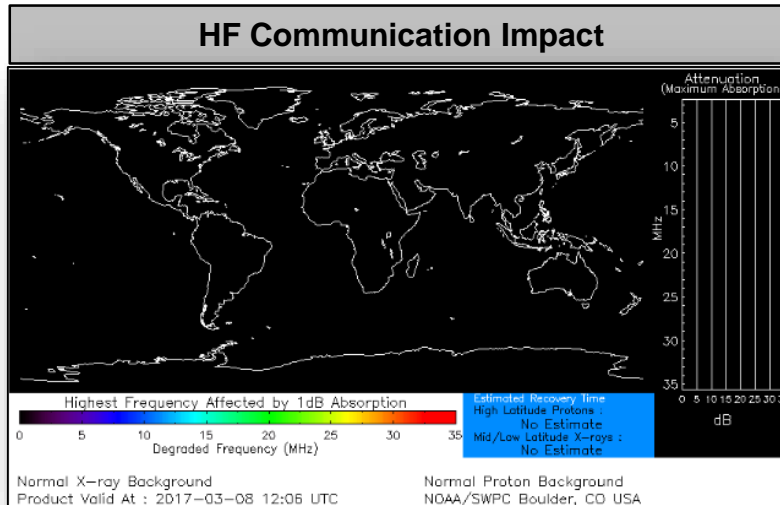 HF Communication Impact
Attenuation
(Maximum Absorption
5
10
15
20
25
30
35
MHz
0 5 10 15 20 25 30 3
dB
Highest Frequency Affected by 1dB Absorption
0 5 10 15 20 25 30 35
Degraded Frequency (MHz)
Estimated Recovery Time
High Latitude Protons :
No Estimate
Mid/Low Latitude X-rays :
No Estimate
Normal X-ray Background
Normal Proton Background
Product Valid At : 2017-03-08 12:06 UTC
NOAA/SWPC Boulder, CO USA